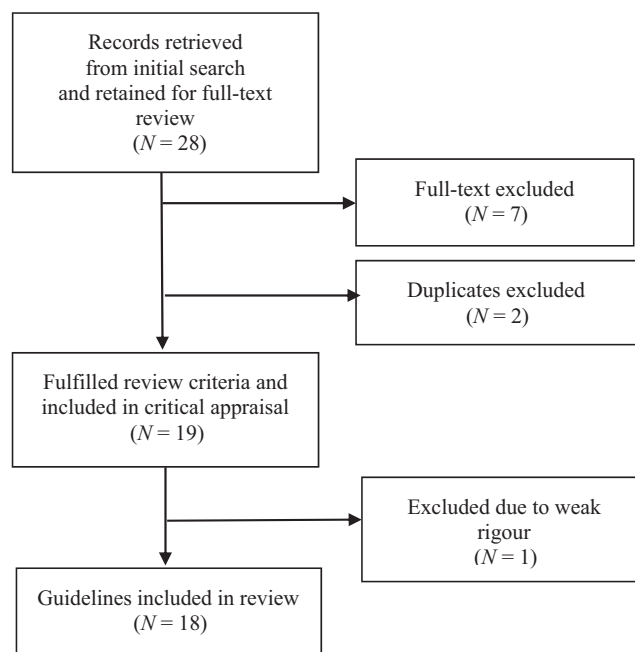 Records retrieved
from initial search
and retained for full-text
review
(N = 28)
Full-text excluded
(N = 7)
Duplicates excluded
(N = 2)
Fulfilled review criteria and
included in critical appraisal
(N = 19)
Excluded due to weak
rigour
(N = 1)
Guidelines included in review
(N = 18)